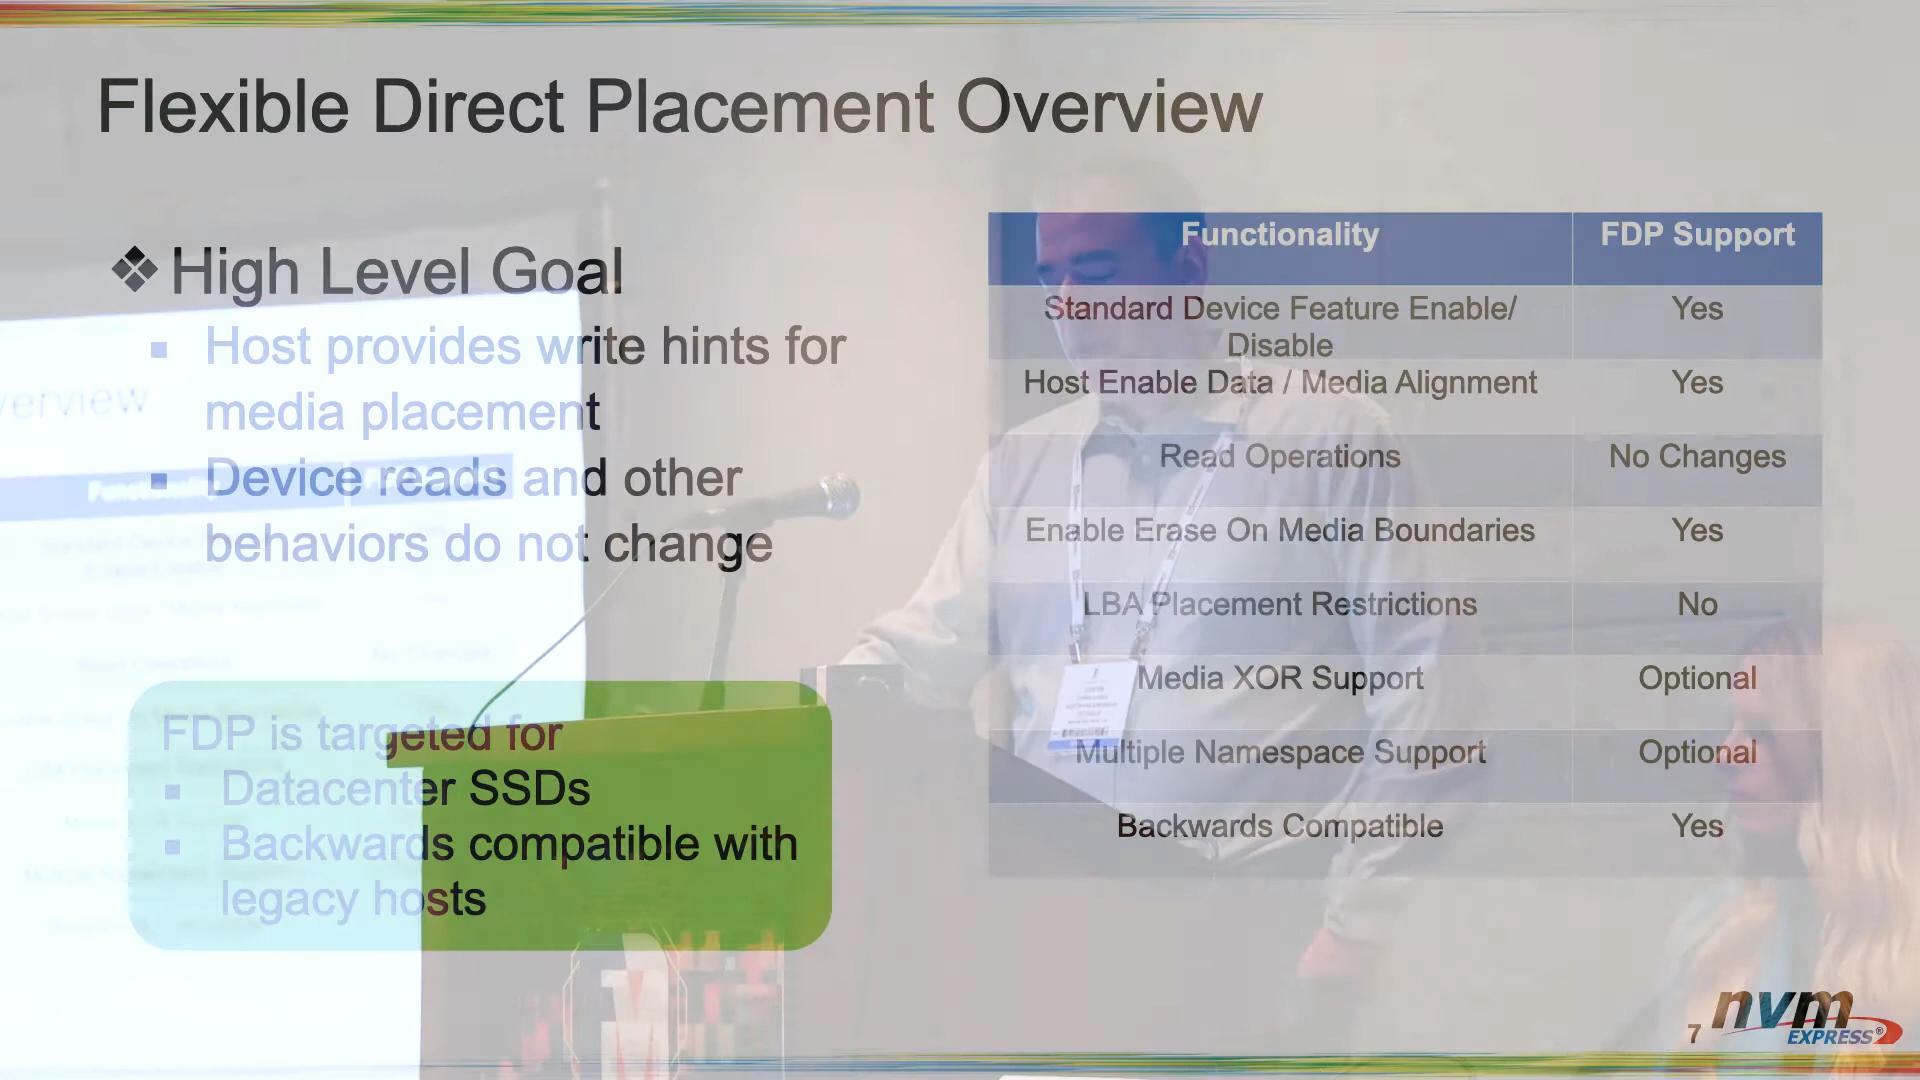 Flexible Direct Placement Overview
High Level Goal
Host provides write hints for
media placement
Device reads and other
behaviors do not change
FDP is targeted for
Datacenter SSDs
Backwards compatible with
legacy hosts
Functionality FDP Support
Standard Device Feature Enable/
Disable Yes
Host Enable Data / Media Alignment Yes
Read Operations No Changes
Enable Erase On Media Boundaries Yes
LBA Placement Restrictions No
Media XOR Support Optional
Multiple Namespace Support Optional
Backwards Compatible Yes
verview
Functionality
7
nvm
EXPRESS®